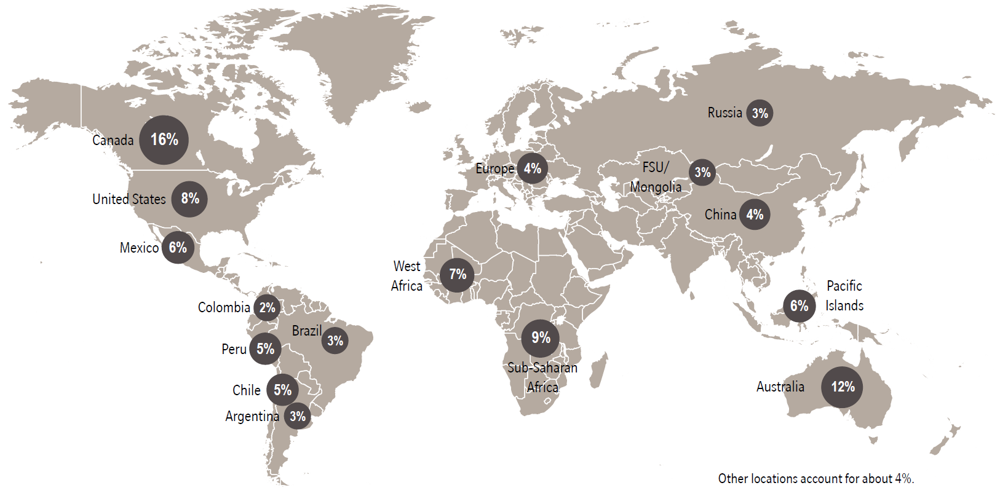 Canada 16%
United States 8%
Mexico 6%
Colombia 2%
Brazil 3%
Peru 5%
Chile 5%
Argentina 3%
Europe 4%
West
Africa
7%
9%
Sub-Saharan
Africa
Russia 3%
FSU/
Mongolia
3%
China 4%
Pacific
Islands
6%
Australia 12%
Other locations account for about 4%.